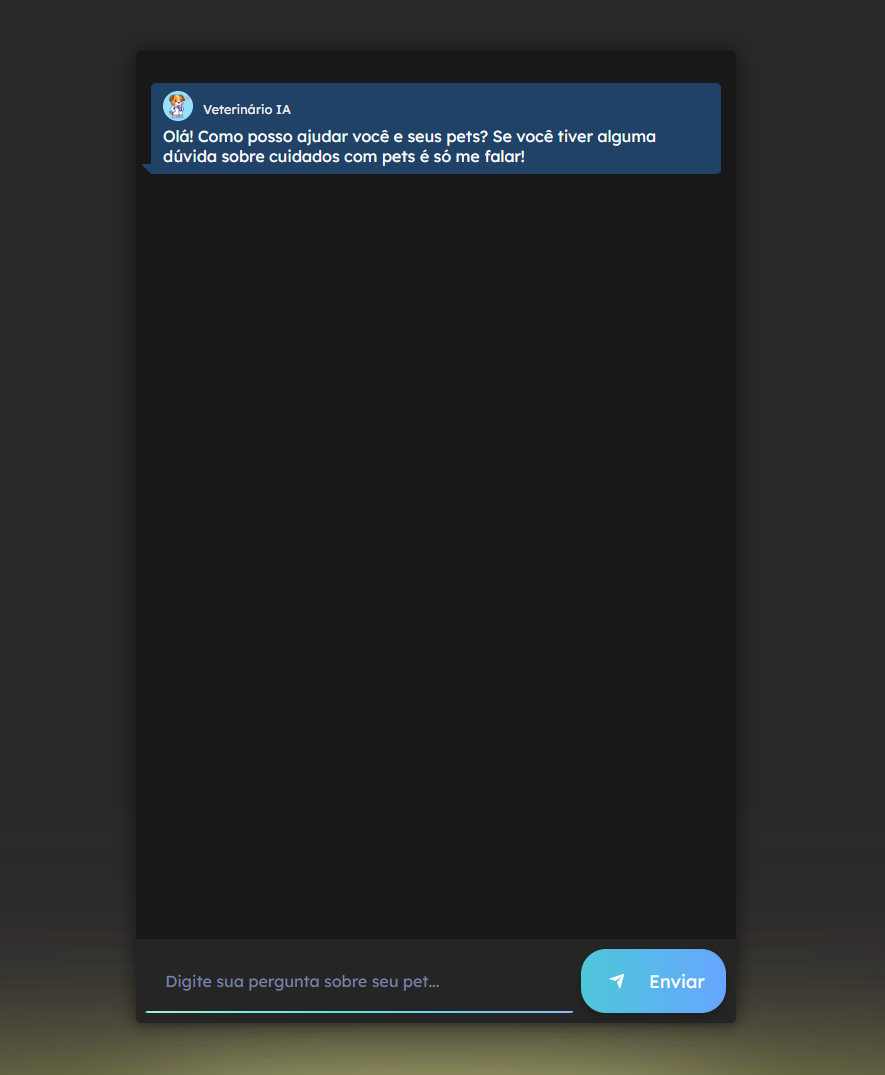 Veterinário IA
Olá! Como posso ajudar você e seus pets? Se você tiver alguma
dúvida sobre cuidados com pets é só me falar!
Digite sua pergunta sobre seu pet...
Enviar